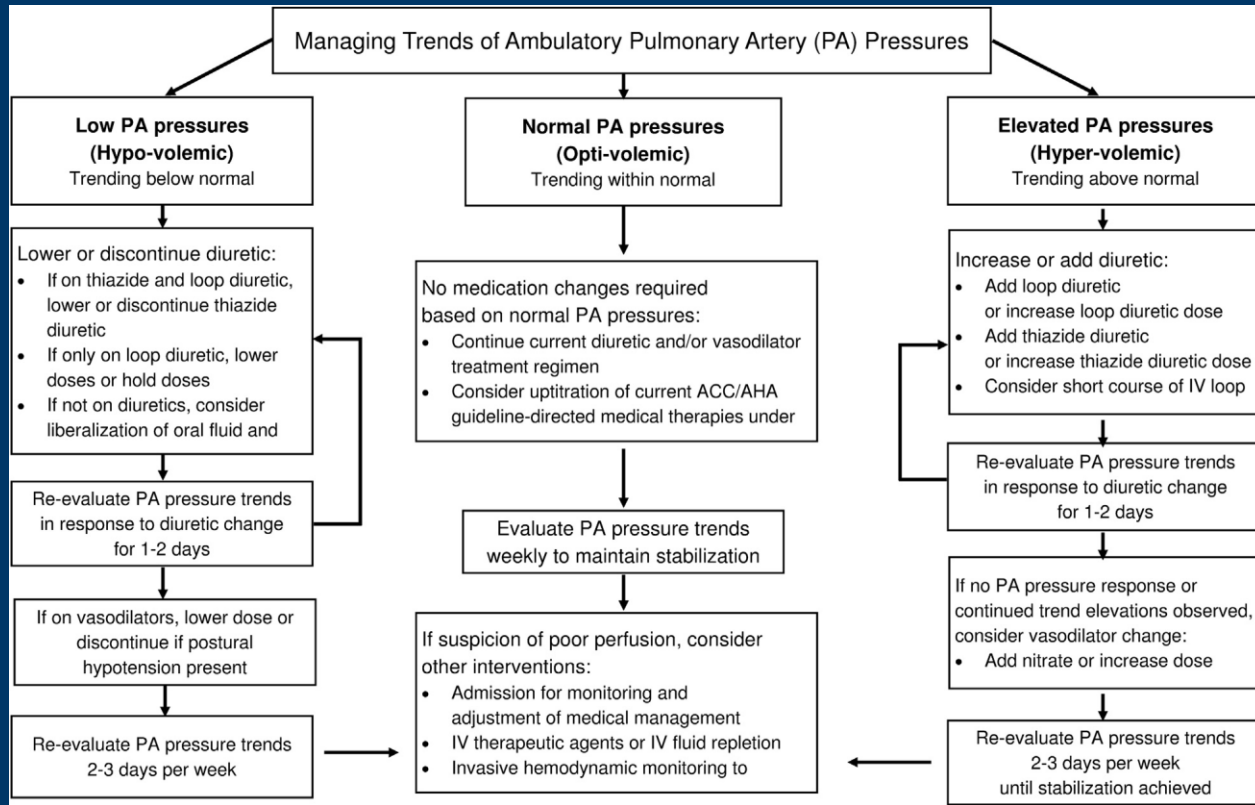 Managing Trends of Ambulatory Pulmonary Artery (PA) Pressures
Low PA pressures
(Hypo-volemic)
Trending below normal
Lower or discontinue diuretic:
• If on thiazide and loop diuretic,
lower or discontinue thiazide
diuretic
• If only on loop diuretic, lower
doses or hold doses
• If not on diuretics, consider
liberalization of oral fluid and
Re-evaluate PA pressure trends
in response to diuretic change
for 1-2 days
If on vasodilators, lower dose or
discontinue if postural
hypotension present
Re-evaluate PA pressure trends
2-3 days per week
Normal PA pressures
(Opti-volemic)
Trending within normal
No medication changes required
based on normal PA pressures:
• Continue current diuretic and/or vasodilator
treatment regimen
• Consider uptitration of current ACC/AHA
guideline-directed medical therapies under
Evaluate PA pressure trends
weekly to maintain stabilization
If suspicion of poor perfusion, consider
other interventions:
• Admission for monitoring and
adjustment of medical management
• IV therapeutic agents or IV fluid repletion
• Invasive hemodynamic monitoring to
Elevated PA pressures
(Hyper-volemic)
Trending above normal
Increase or add diuretic:
• Add loop diuretic
or increase loop diuretic dose
• Add thiazide diuretic
or increase thiazide diuretic dose
• Consider short course of IV loop
Re-evaluate PA pressure trends
in response to diuretic change
for 1-2 days
If no PA pressure response or
continued trend elevations observed,
consider vasodilator change:
• Add nitrate or increase dose
Re-evaluate PA pressure trends
2-3 days per week
until stabilization achieved